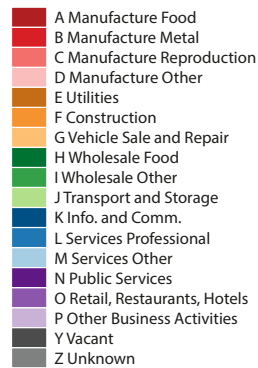 A Manufacture Food
B Manufacture Metal
C Manufacture Reproduction
D Manufacture Other
E Utilities
F Construction
G Vehicle Sale and Repair
H Wholesale Food
I Wholesale Other
J Transport and Storage
K Info. and Comm.
L Services Professional
M Services Other
N Public Services
O Retail, Restaurants, Hotels
P Other Business Activities
Y Vacant
Z Unknown